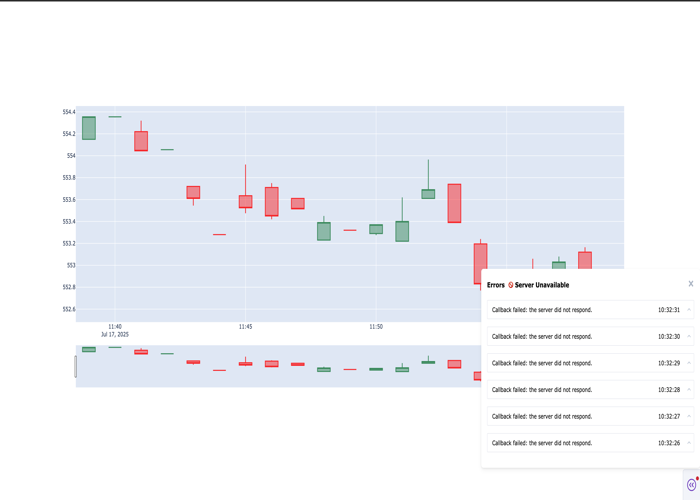 554.4
554.2
554
553.8
553.6
553.4
553.2
553
552.8
552.6
11:40
11:45
11:50
Jul 17, 2025
Errors 🚫 Server Unavailable
X
Callback failed: the server did not respond. 10:32:31
Callback failed: the server did not respond. 10:32:30
Callback failed: the server did not respond. 10:32:29
Callback failed: the server did not respond. 10:32:28
Callback failed: the server did not respond. 10:32:27
Callback failed: the server did not respond. 10:32:26